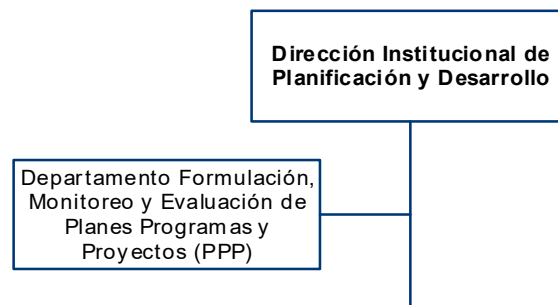 Dirección Institucional de
Planificación y Desarrollo
Departamento Formulación,
Monitoreo y Evaluación de
Planes Programas y
Proyectos (PPP)